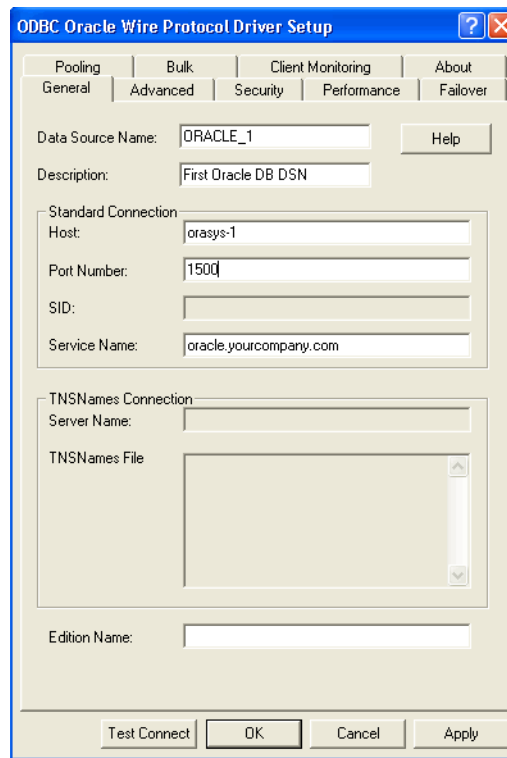 ODBC Oracle Wire Protocol Driver Setup
Pooling Bulk Client Monitoring About
General Advanced Security Performance Failover
Data Source Name: ORACLE_1 Help
Description: First Oracle DB DSN
Standard Connection
Host: orasys-1
Port Number: 1500
SID:
Service Name: oracle.yourcompany.com
TNSNames Connection
Server Name:
TNSNames File
Edition Name:
Test Connect OK Cancel Apply